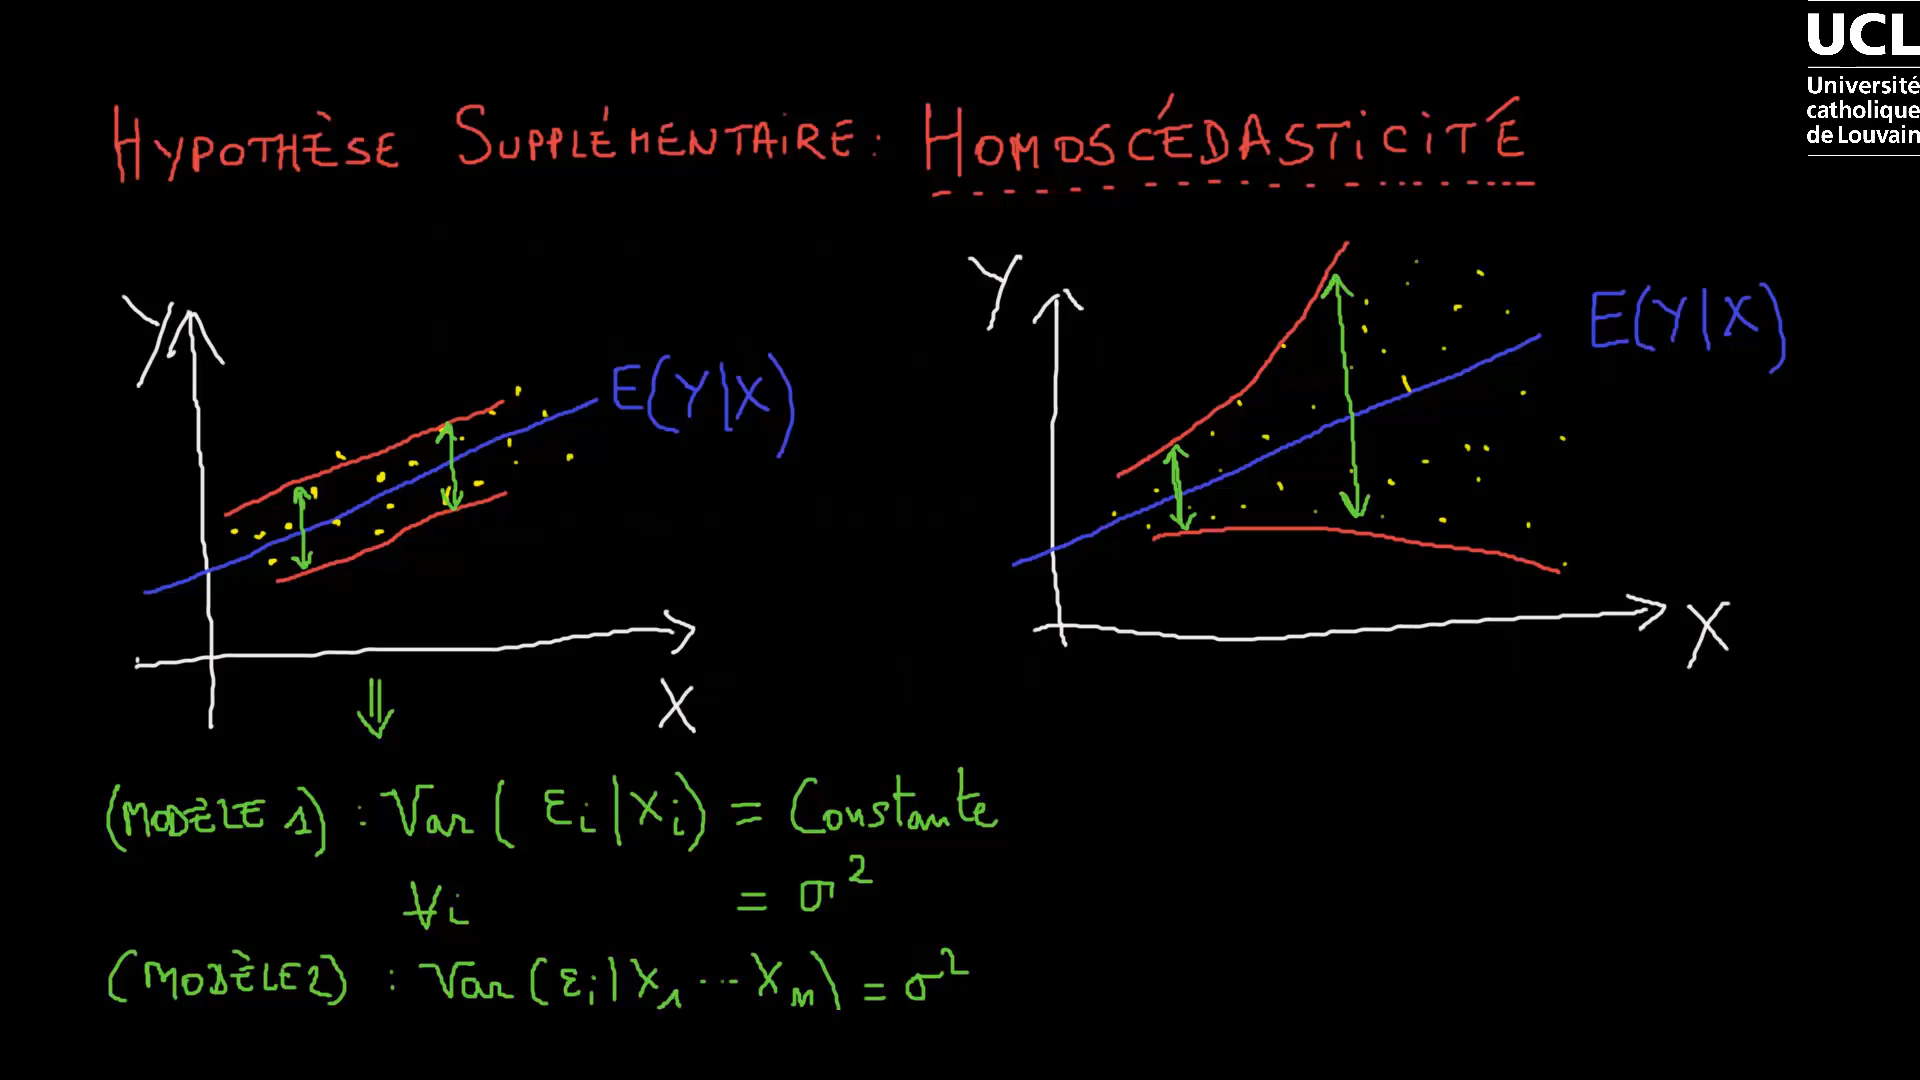 UCL
Université
catholique
de Louvain
HYPOTHÈSE SUPPLÉMENTAIRE : HOMOSCÉDASTICITÉ
Y
E(Y|X)
X
Y
E(Y|X)
X
⇓
(MODÈLE 1) : Var( εi | Xi) = Constante
∀i = σ²
(MODÈLE 2) : Var (εi | X1 ... Xn) = σ²